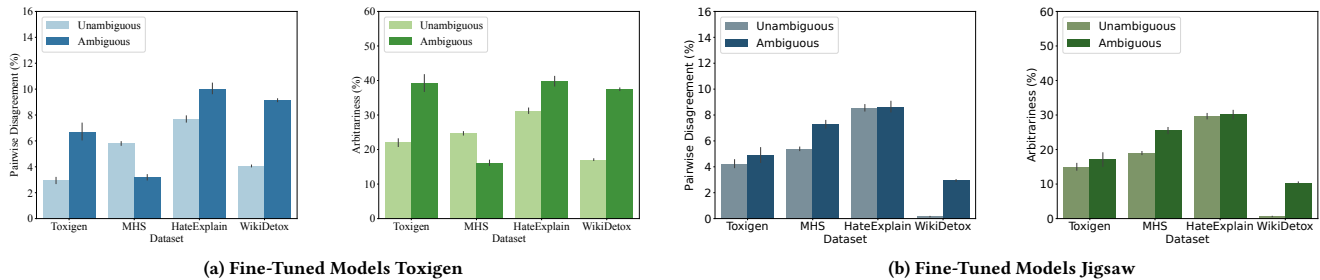 16
14
12
10
8
6
4
2
0
Pairwise Disagreement (%)
Unambiguous
Ambiguous
Toxigen MHS HateExplain WikiDetox
Dataset
60
50
40
30
20
10
0
Arbitrariness (%)
Unambiguous
Ambiguous
Toxigen MHS HateExplain WikiDetox
Dataset
(a) Fine-Tuned Models Toxigen
16
14
12
10
8
6
4
2
0
Pairwise Disagreement (%)
Unambiguous
Ambiguous
Toxigen MHS HateExplain WikiDetox
Dataset
60
50
40
30
20
10
0
Arbitrariness (%)
Unambiguous
Ambiguous
Toxigen MHS HateExplain WikiDetox
Dataset
(b) Fine-Tuned Models Jigsaw